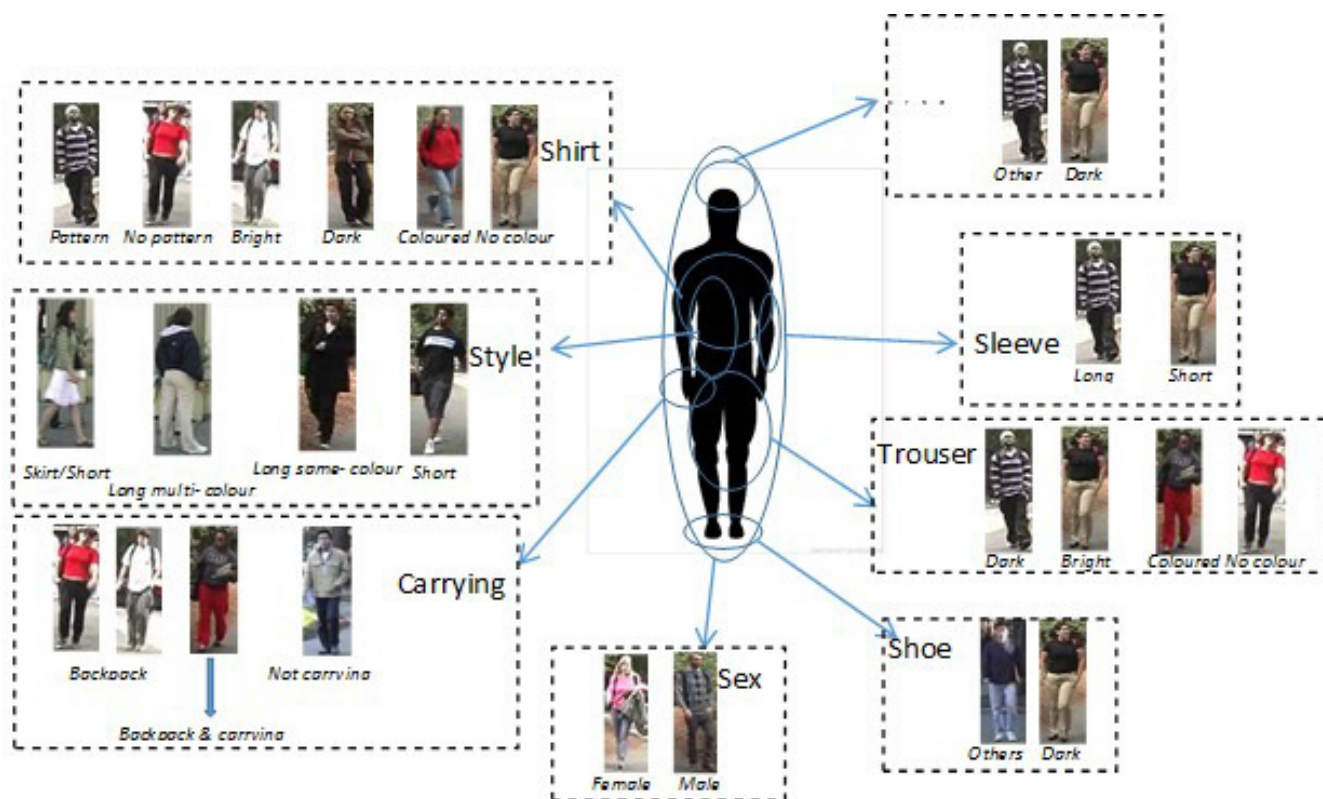 Other Dark
Shirt
Pattern No pattern Bright Dark Coloured No colour
Sleeve
Long Short
Style
Skirt/Short Long same-colour Short
Long multi-colour
Trouser
Dark Bright Coloured No colour
Carrying
Backpack Not carrying
Backpack & carrying
Shoe
Others Dark
Sex
Female Male